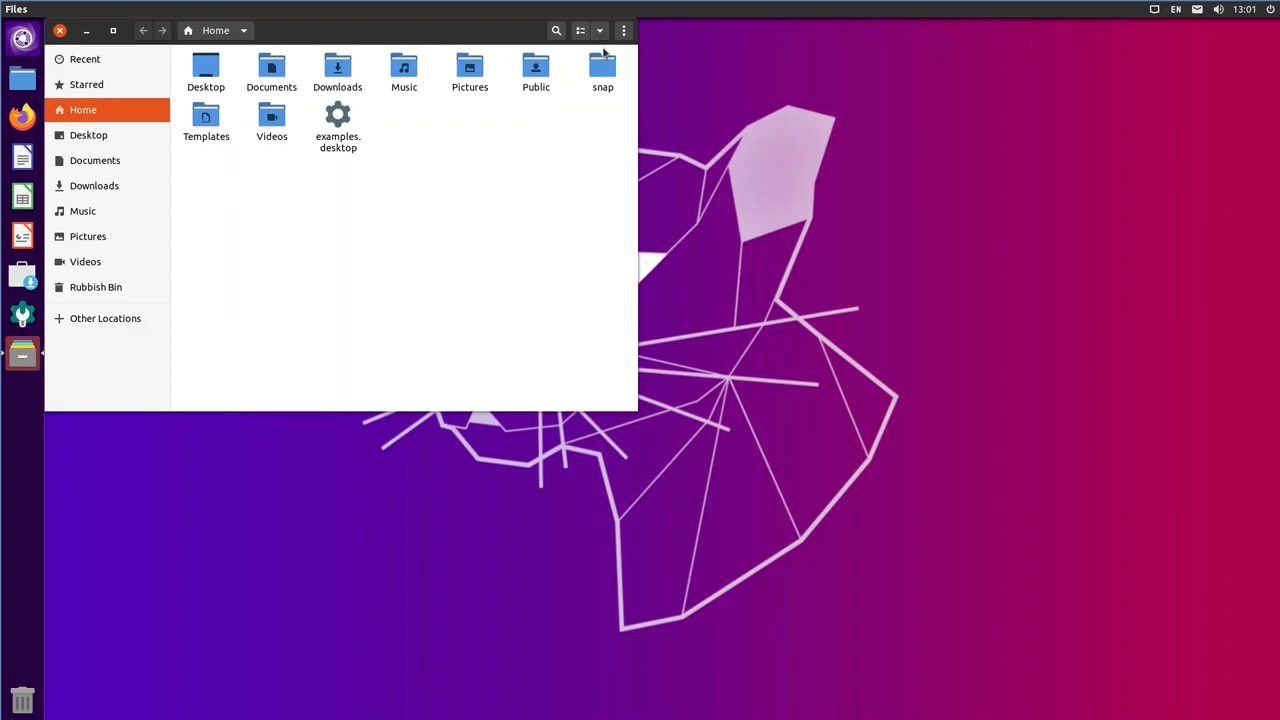 Files
EN
13:01
Home
Recent
Starred
Home
Desktop
Documents
Downloads
Music
Pictures
Videos
Rubbish Bin
Other Locations
Desktop
Documents
Downloads
Music
Pictures
Public
snap
Templates
Videos
examples.
desktop